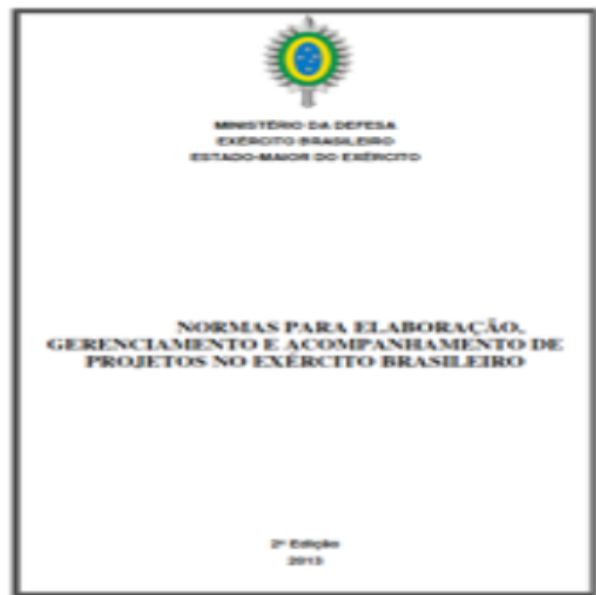 MINISTÉRIO DA DEFESA
EXÉRCITO BRASILEIRO
ESTADO-MAIOR DO EXÉRCITO
NORMAS PARA ELABORAÇÃO,
GERENCIAMENTO E ACOMPANHAMENTO DE
PROJETOS NO EXÉRCITO BRASILEIRO
2ª Edição
2013